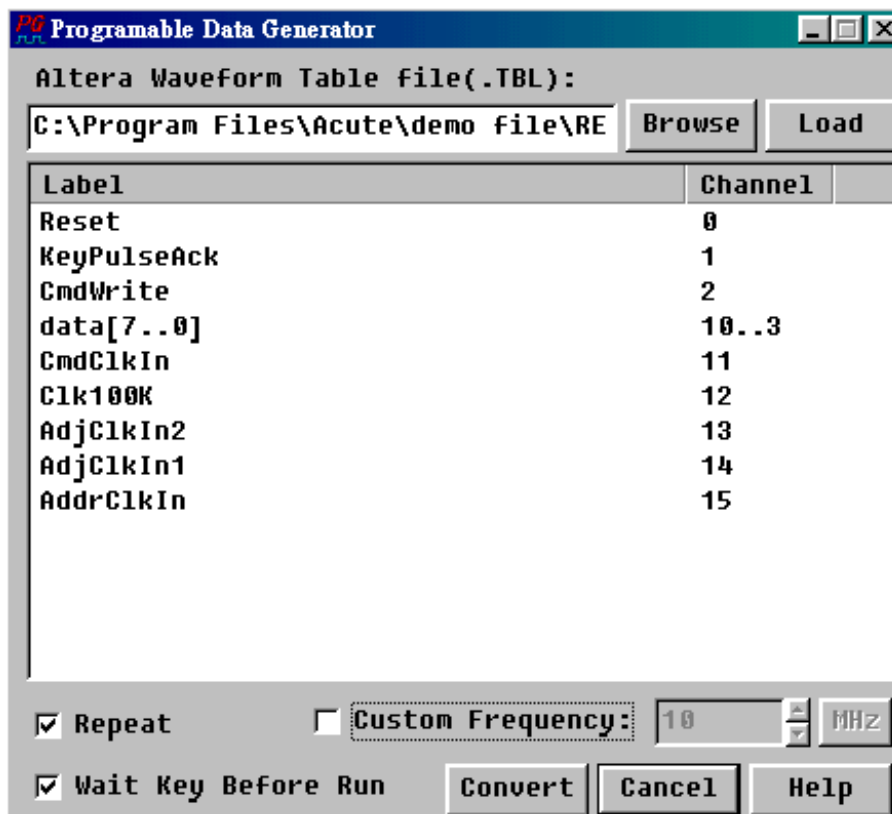 PG Programable Data Generator
Altera Waveform Table file(.TBL):
C:\Program Files\Acute\demo file\RE Browse Load
Label Channel
Reset 0
KeyPulseAck 1
CmdWrite 2
data[7..0] 10..3
CmdClkIn 11
Clk100K 12
AdjClkIn2 13
AdjClkIn1 14
AddrClkIn 15
Repeat Custom Frequency: 10 MHz
Wait Key Before Run Convert Cancel Help